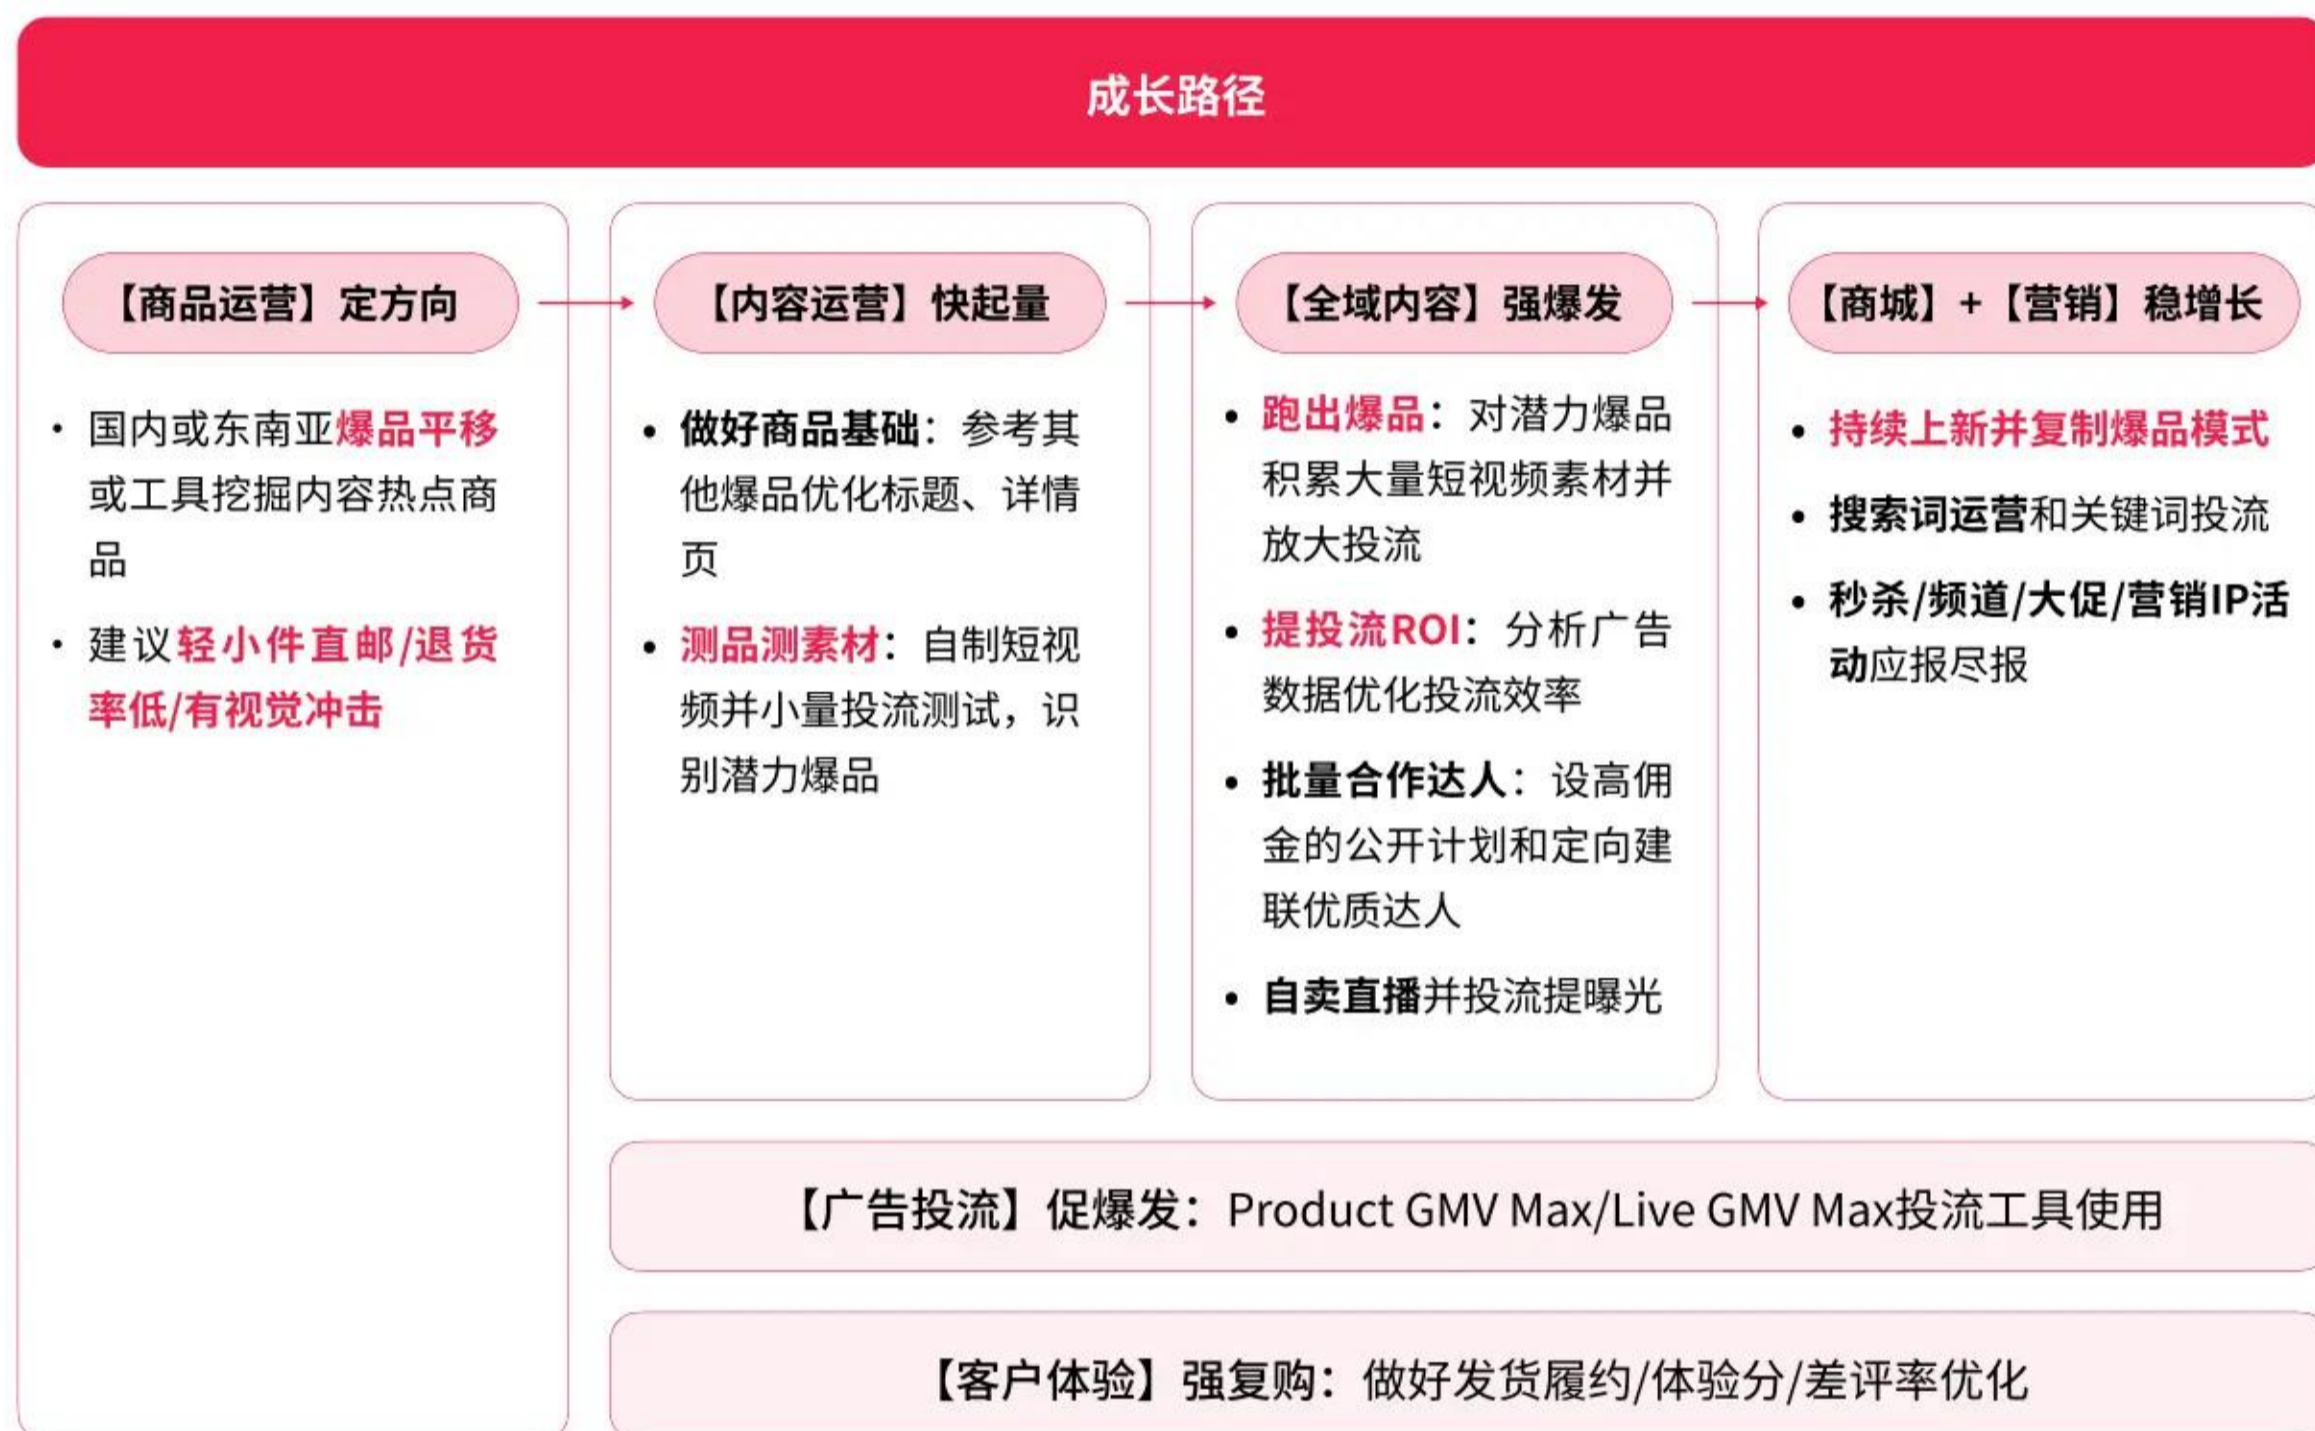 成长路径
【商品运营】定方向
国内或东南亚爆品平移
或工具挖掘内容热点商
品
建议轻小件直邮/退货
率低/有视觉冲击
【内容运营】快起量
做好商品基础：参考其
他爆品优化标题、详情
页
测品测素材：自制短视
频并小量投流测试，识
别潜力爆品
【全域内容】强爆发
跑出爆品：对潜力爆品
积累大量短视频素材并
放大投流
提投流ROI：分析广告
数据优化投流效率
批量合作达人：设高佣
金的公开计划和定向建
联优质达人
自卖直播并投流提曝光
【商城】+【营销】稳增长
持续上新并复制爆品模式
搜索词运营和关键词投流
秒杀/频道/大促/营销IP活
动应报尽报
【广告投流】促爆发：Product GMV Max/Live GMV Max投流工具使用
【客户体验】强复购：做好发货履约/体验分/差评率优化